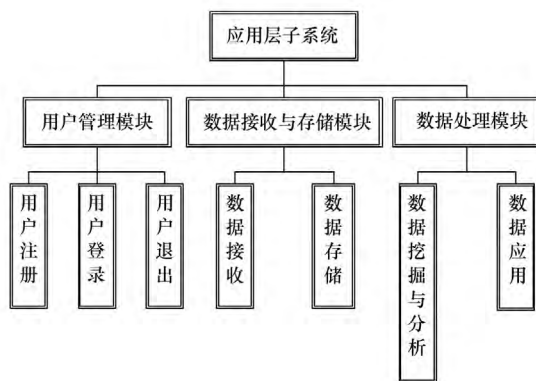 应用层子系统
用户管理模块
数据接收与存储模块
数据处理模块
用户注册
用户登录
用户退出
数据接收
数据存储
数据挖掘与分析
数据应用